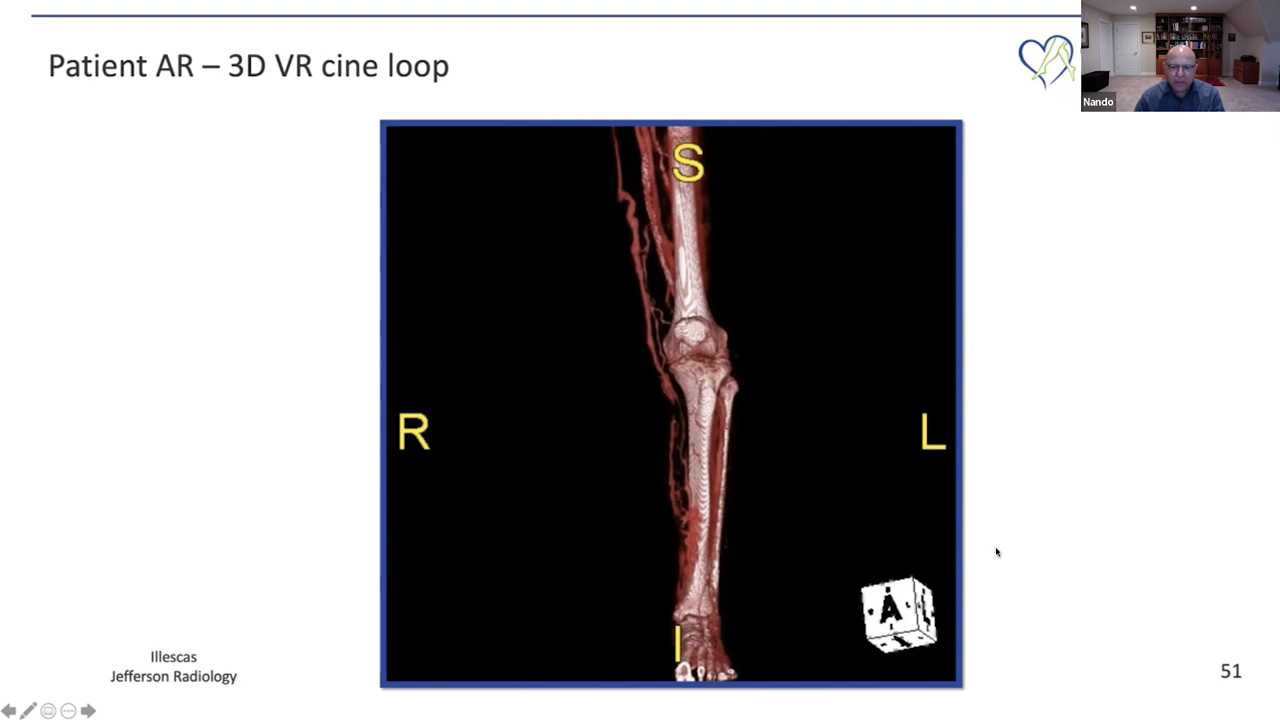 Patient AR – 3D VR cine loop
Nando
S
R
L
A
L
I
I
Illescas
Jefferson Radiology
51